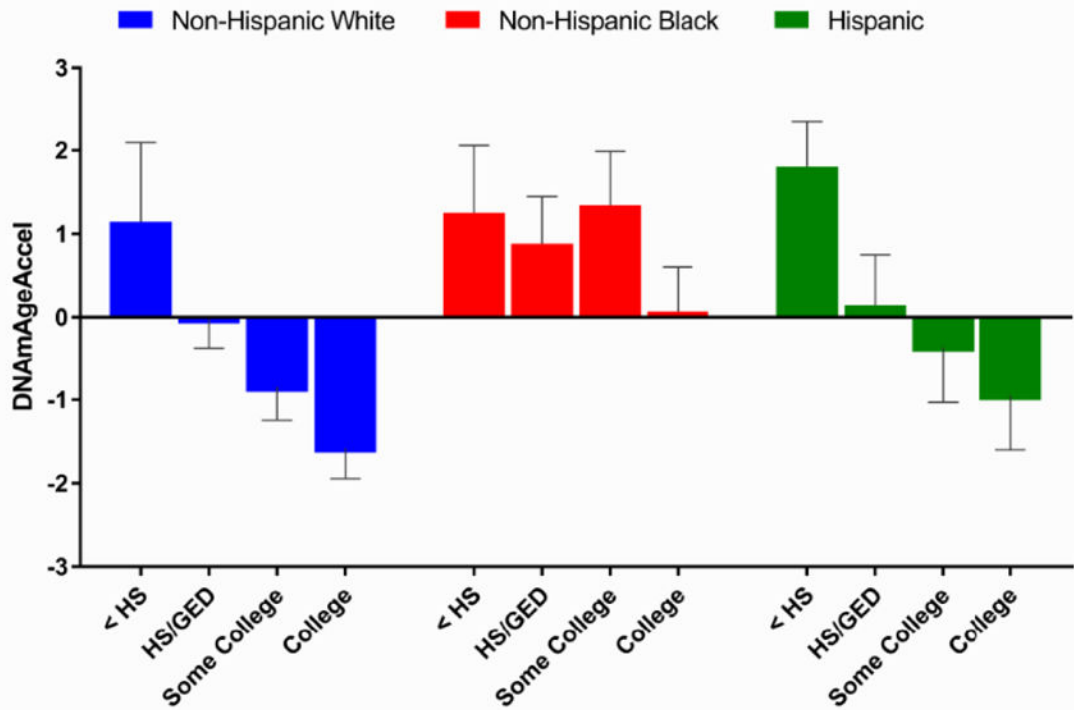 Non-Hispanic White Non-Hispanic Black Hispanic
DNAmAgeAccel
3
2
1
0
-1
-2
-3
< HS HS/GED Some College College < HS HS/GED Some College College < HS HS/GED Some College College